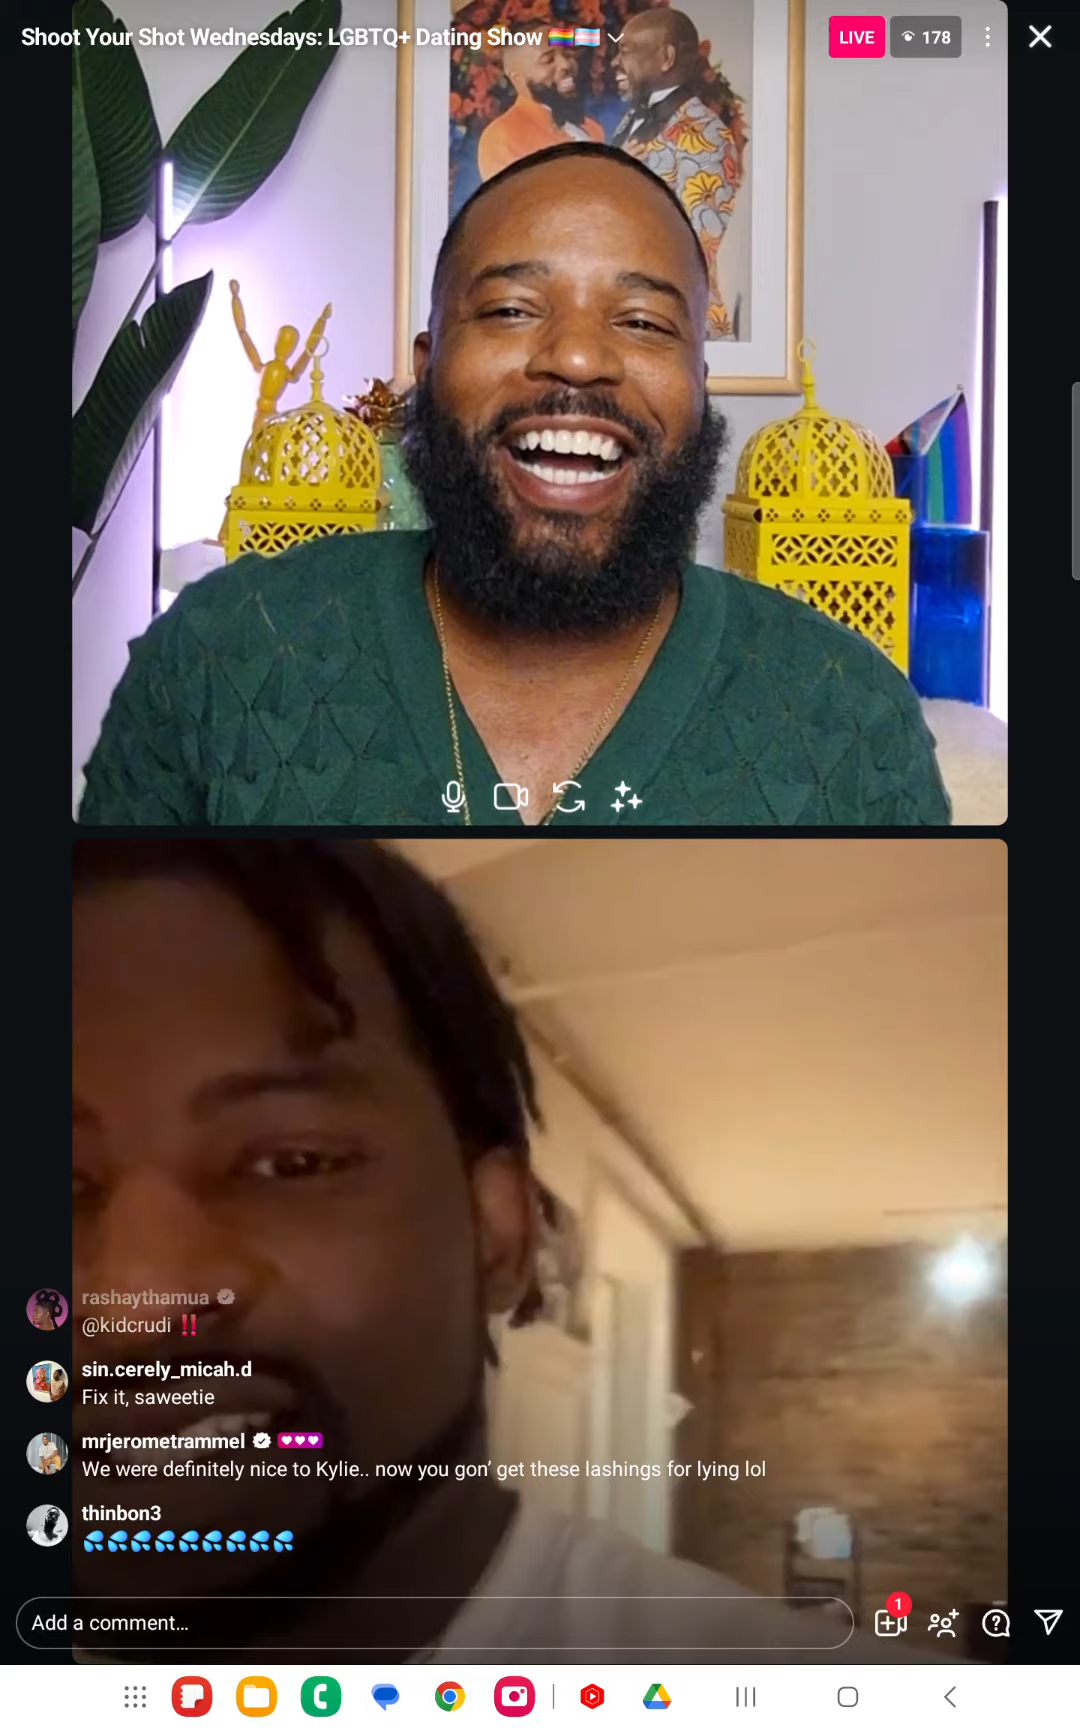 Shoot Your Shot Wednesdays: LGBTQ+ Dating Show 🏳️‍🌈🏳️‍⚧️
LIVE
178
rashaythamua
@kidcrudi ‼️
sin.cerely_micah.d
Fix it, saweetie
mrjerometrammel
We were definitely nice to Kylie.. now you gon’ get these lashings for lying lol
thinbon3
💦💦💦💦💦💦💦💦💦
Add a comment...
1